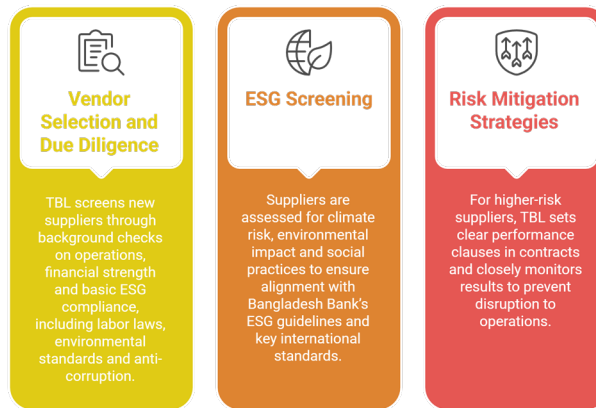 Vendor
Selection and
Due Diligence
TBL screens new
suppliers through
background checks
on operations,
financial strength
and basic ESG
compliance,
including labor laws,
environmental
standards and anti-
corruption.
ESG Screening
Suppliers are
assessed for climate
risk, environmental
impact and social
practices to ensure
alignment with
Bangladesh Bank’s
ESG guidelines and
key international
standards.
Risk Mitigation
Strategies
For higher-risk
suppliers, TBL sets
clear performance
clauses in contracts
and closely monitors
results to prevent
disruption to
operations.